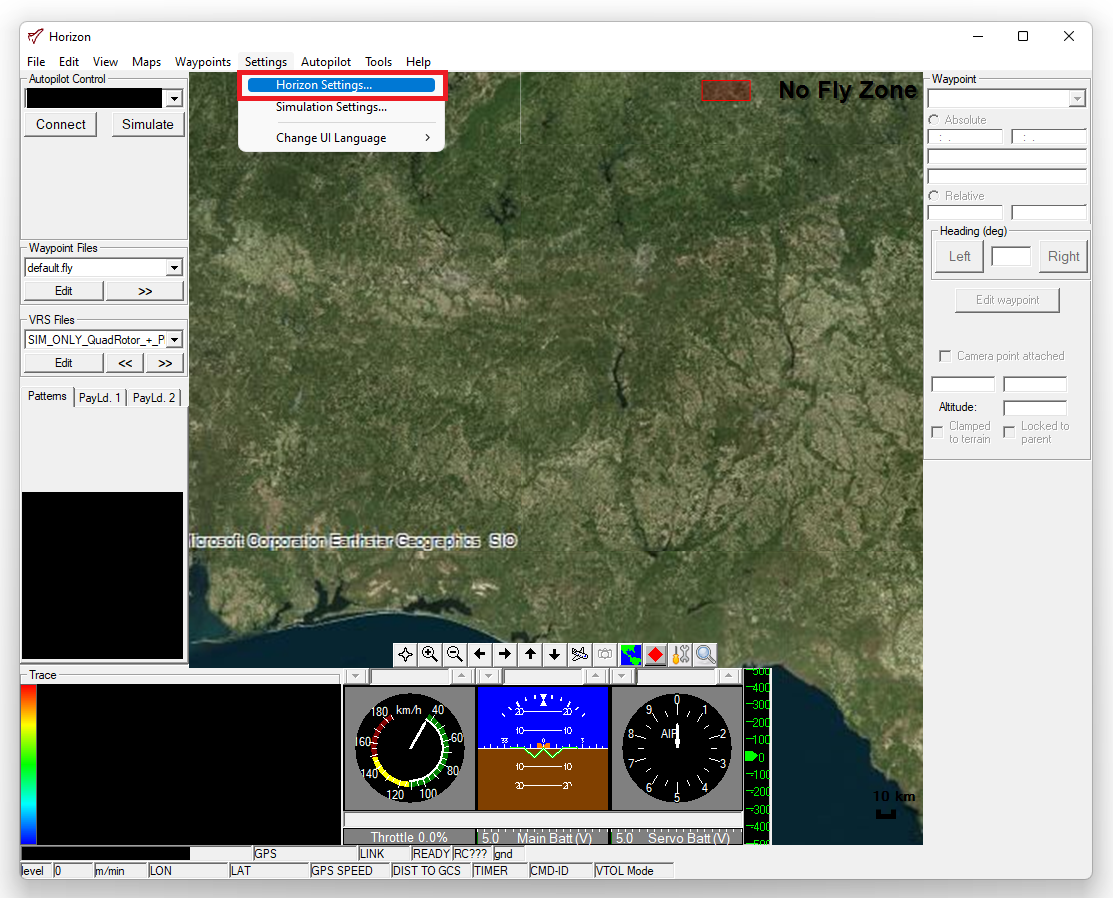 Horizon
File Edit View Maps Waypoints Settings Autopilot Tools Help
Horizon Settings...
Simulation Settings...
Change UI Language
Autopilot Control
Connect Simulate
Waypoint Files
default.fly
Edit >>
VRS Files
SIM_ONLY_QuadRotor_+_P
Edit << >>
Patterns PayLd. 1 PayLd. 2
No Fly Zone
Microsoft Corporation Earthstar Geographics SIO
10 km
Waypoint
Absolute
: .
: .
Relative
Heading (deg)
Left Right
Edit waypoint
Camera point attached
Altitude:
Clamped to terrain
Locked to parent
Trace
km/h
40
60
80
100
120
140
160
180
20 20
10 10
0
10 10
20 20
AIR
0
1
2
3
4
5
6
7
8
9
500
400
300
200
100
0
-100
-200
-300
-400
-500
Throttle 0.0%
5.0 Main Batt (V)
5.0 Servo Batt (V)
GPS LINK READY RC??? gnd
level 0 m/min LON LAT GPS SPEED DIST TO GCS TIMER CMD-ID VTOL Mode